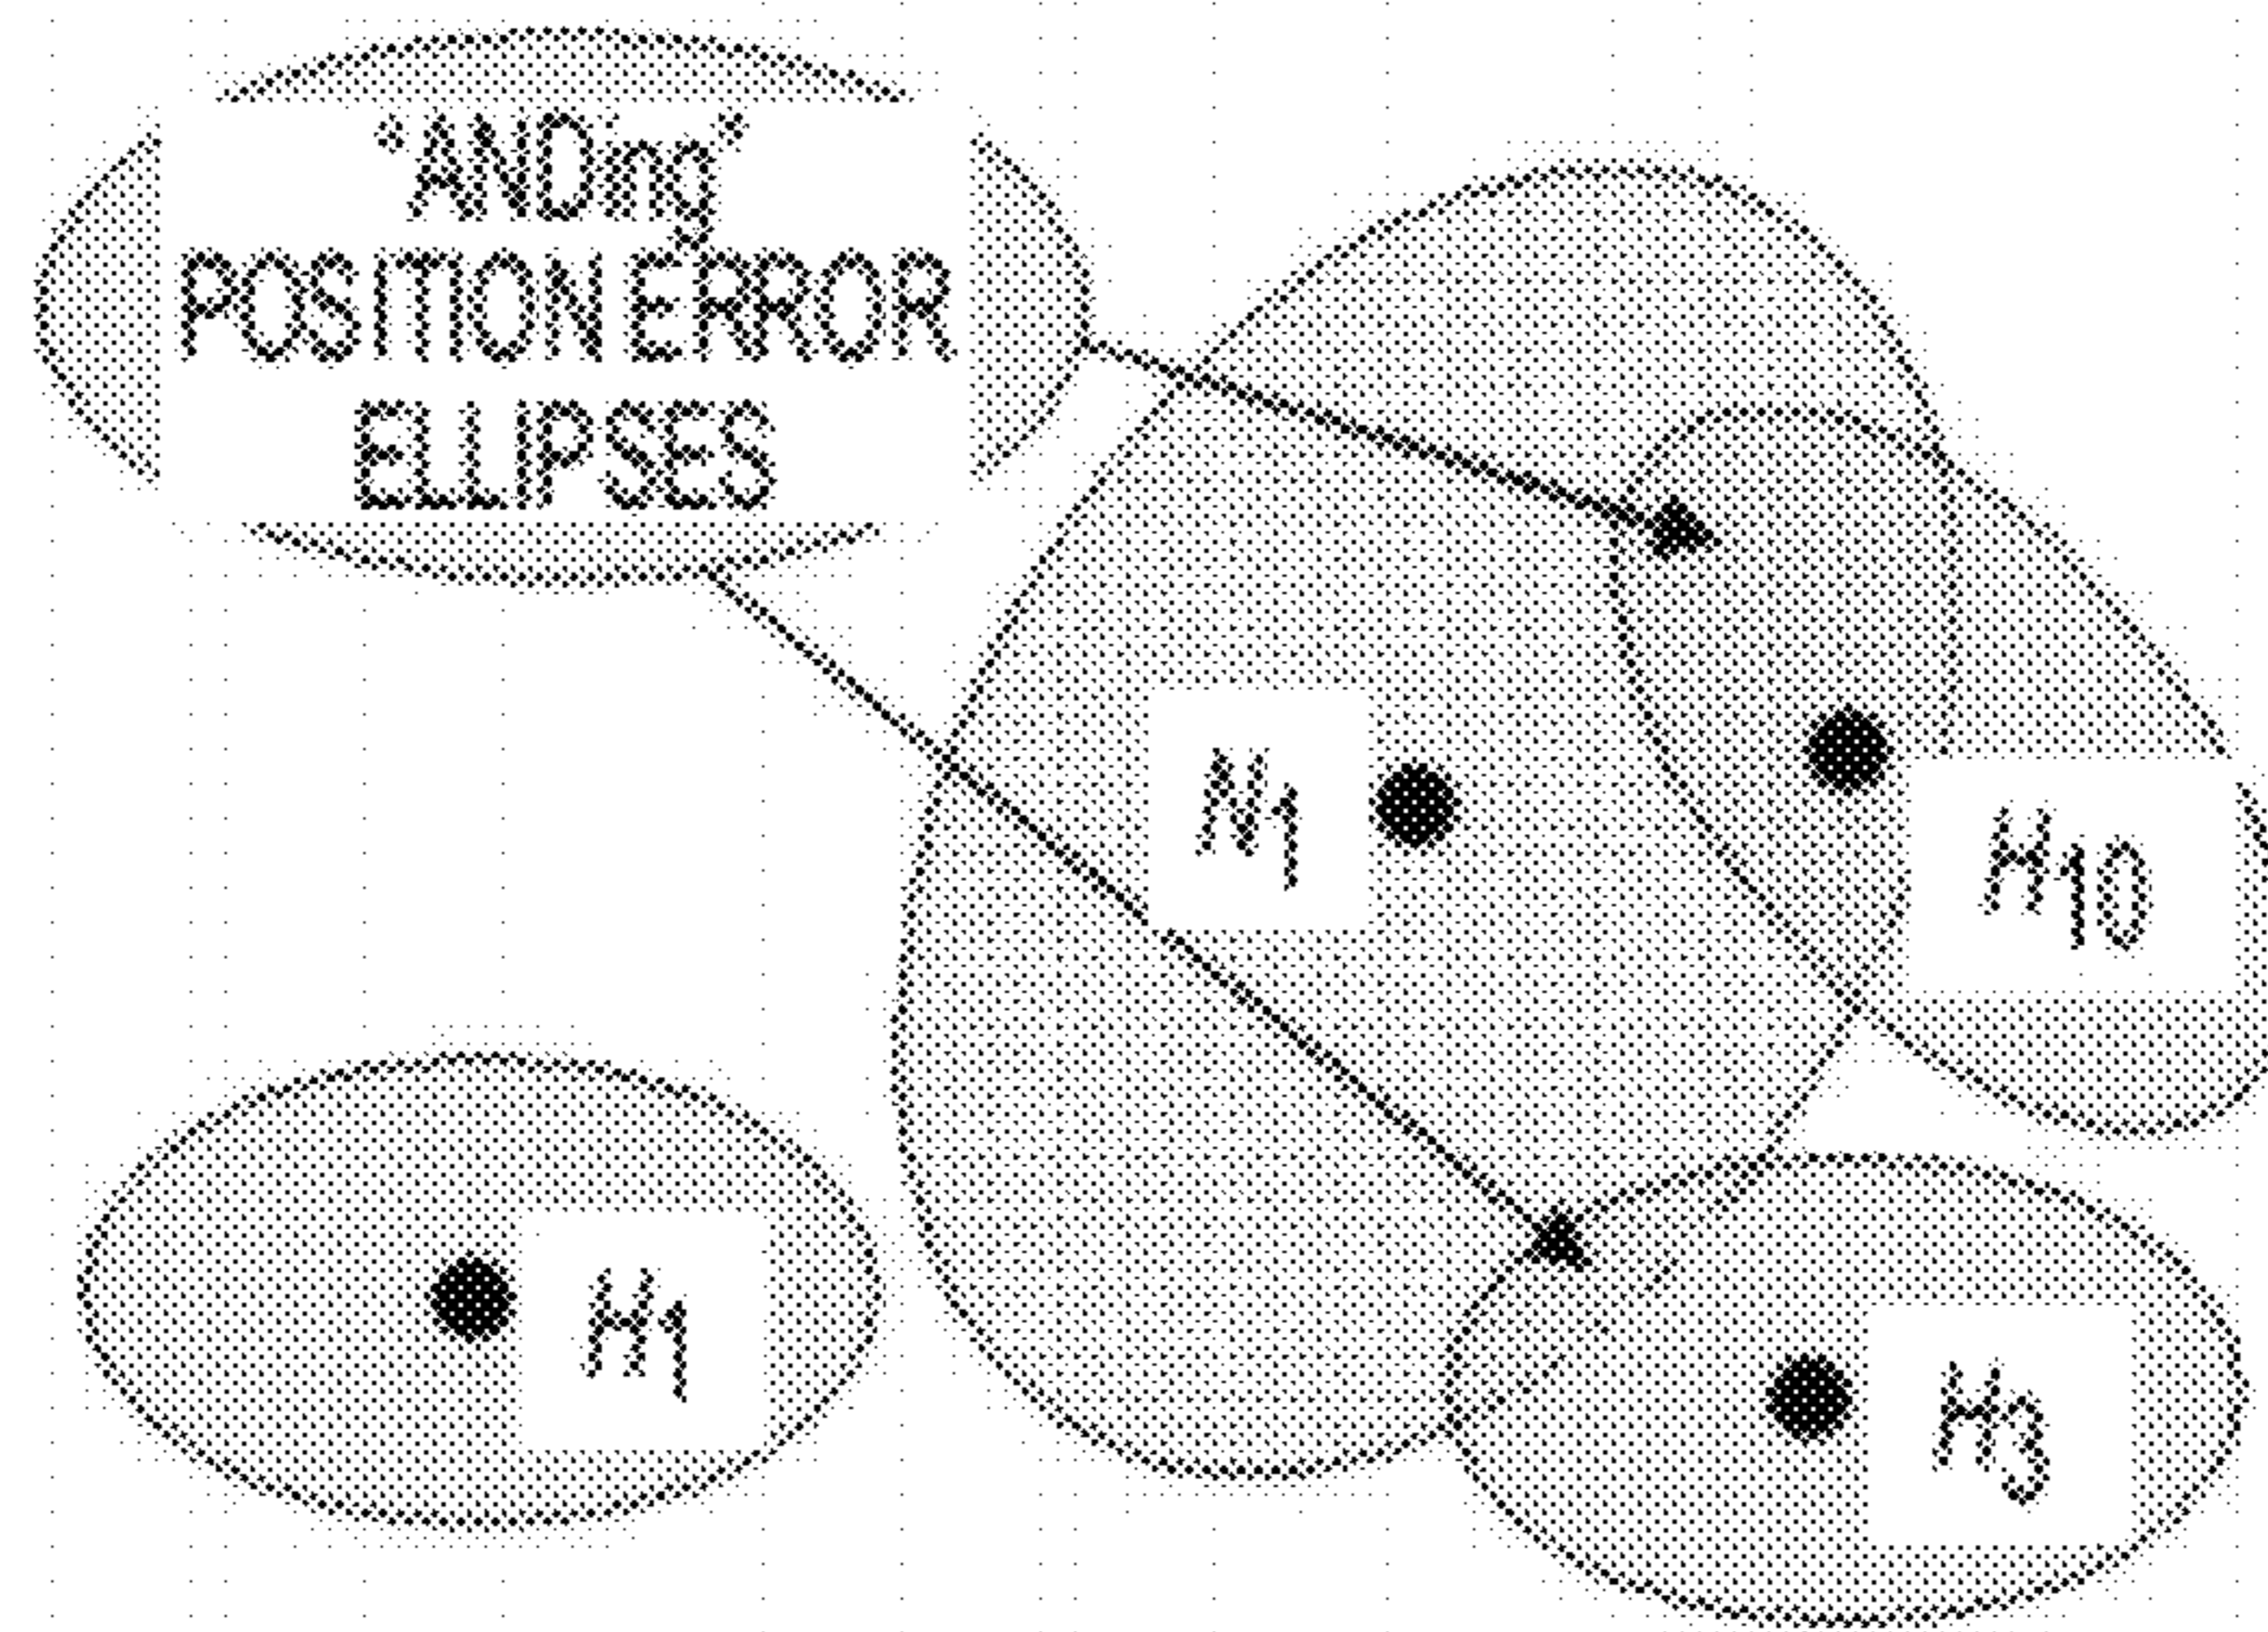 "ANDing"
POSITION ERROR
ELLIPSES
N1
H10
H1
H3